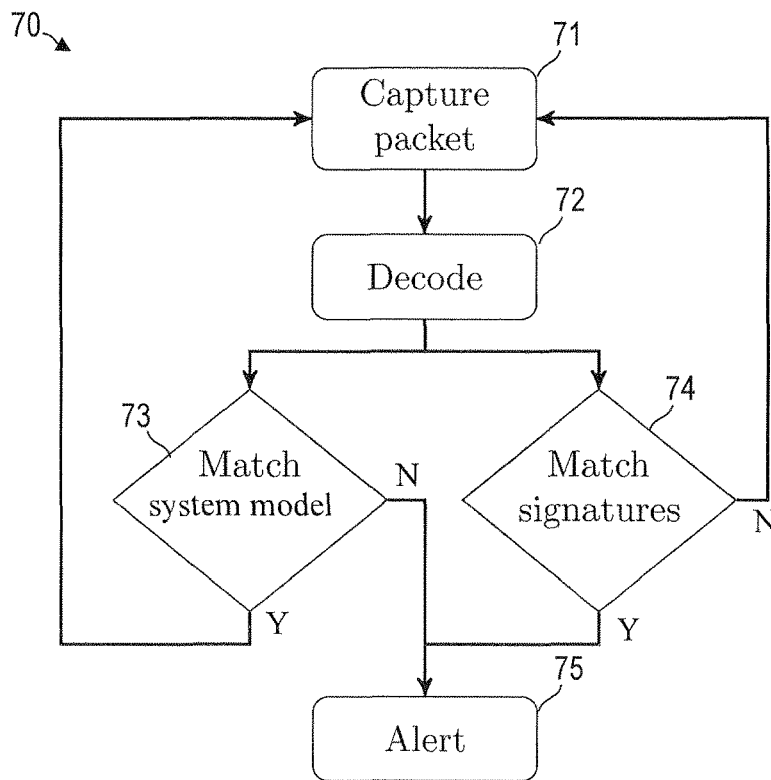 70
71
Capture
packet
72
Decode
73
Match
system model
N
Y
74
Match
signatures
N
Y
75
Alert